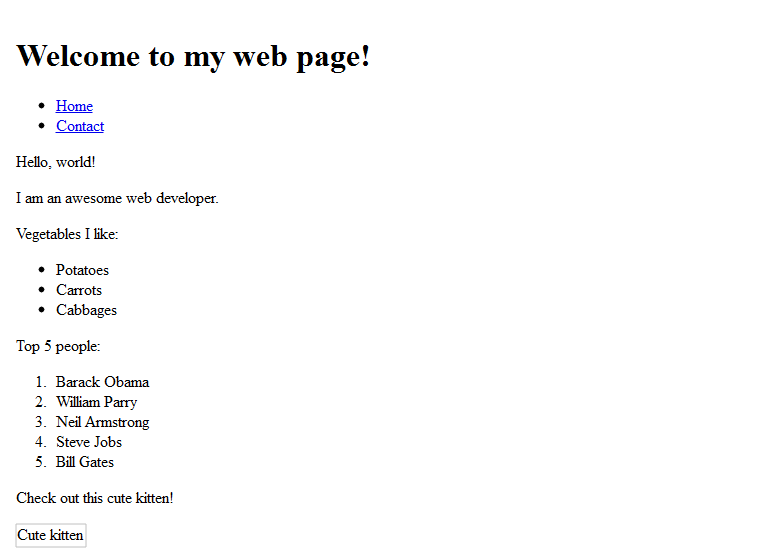 Welcome to my web page!
• Home
• Contact
Hello, world!
I am an awesome web developer.
Vegetables I like:
• Potatoes
• Carrots
• Cabbages
Top 5 people:
1. Barack Obama
2. William Parry
3. Neil Armstrong
4. Steve Jobs
5. Bill Gates
Check out this cute kitten!
Cute kitten